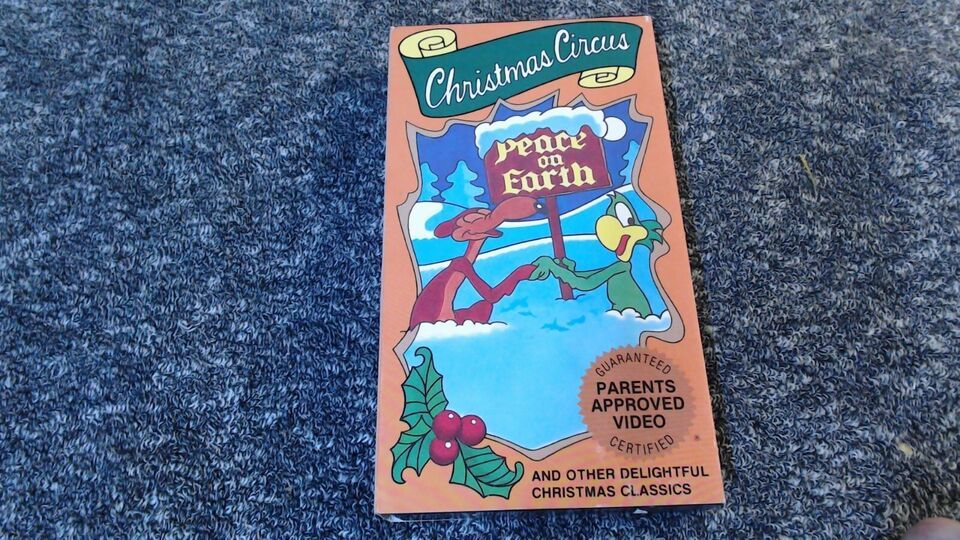 Christmas Circus
Peace
on
Earth
GUARANTEED
PARENTS
APPROVED
VIDEO
CERTIFIED
AND OTHER DELIGHTFUL
CHRISTMAS CLASSICS